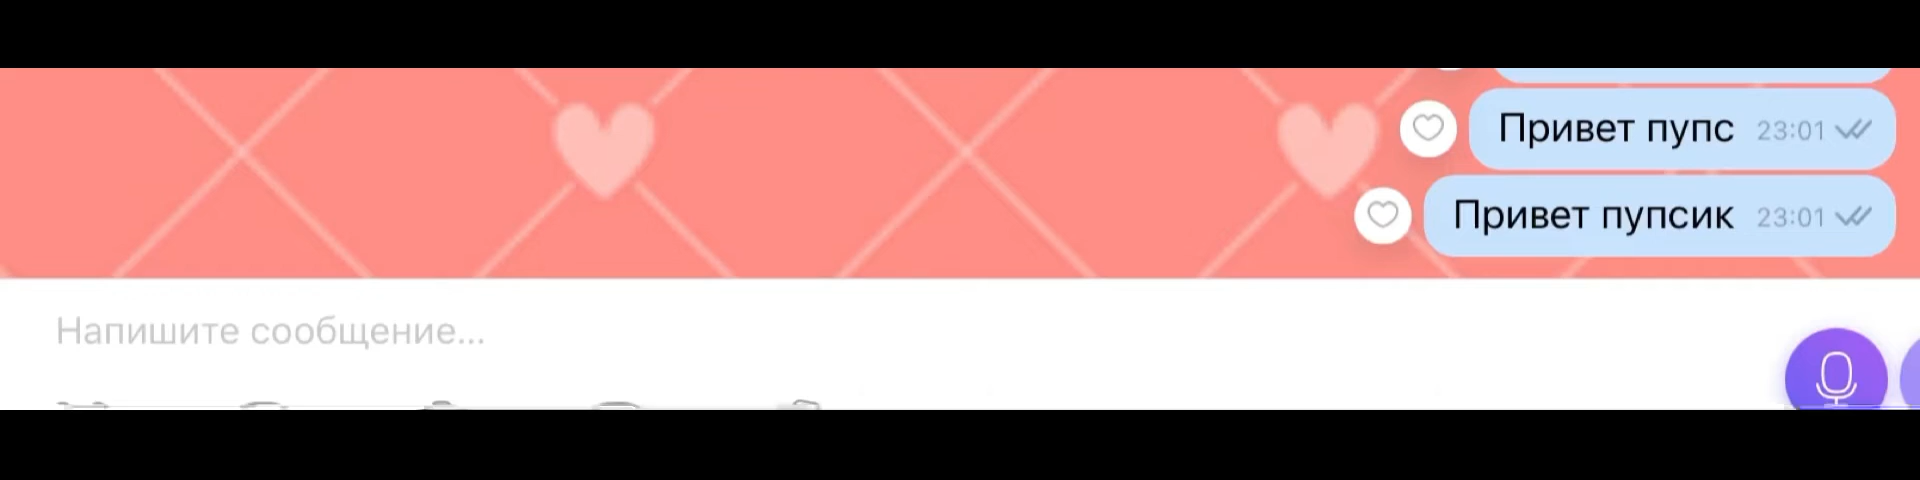 Привет пупс 23:01
Привет пупсик 23:01
Напишите сообщение...